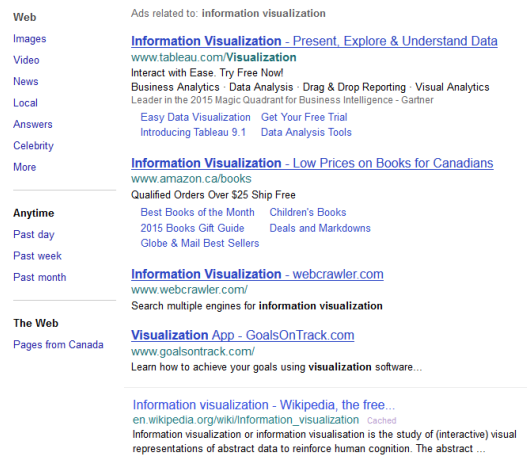 Web
Images
Video
News
Local
Answers
Celebrity
More
Anytime
Past day
Past week
Past month
The Web
Pages from Canada
Ads related to: information visualization
Information Visualization - Present, Explore & Understand Data
www.tableau.com/Visualization
Interact with Ease. Try Free Now!
Business Analytics · Data Analysis · Drag & Drop Reporting · Visual Analytics
Leader in the 2015 Magic Quadrant for Business Intelligence - Gartner
Easy Data Visualization Get Your Free Trial
Introducing Tableau 9.1 Data Analysis Tools
Information Visualization - Low Prices on Books for Canadians
www.amazon.ca/books
Qualified Orders Over $25 Ship Free
Best Books of the Month Children's Books
2015 Books Gift Guide Deals and Markdowns
Globe & Mail Best Sellers
Information Visualization - webcrawler.com
www.webcrawler.com/
Search multiple engines for information visualization
Visualization App - GoalsOnTrack.com
www.goalsontrack.com/
Learn how to achieve your goals using visualization software...
Information visualization - Wikipedia, the free...
en.wikipedia.org/wiki/Information_visualization Cached
Information visualization or information visualisation is the study of (interactive) visual
representations of abstract data to reinforce human cognition. The abstract ...